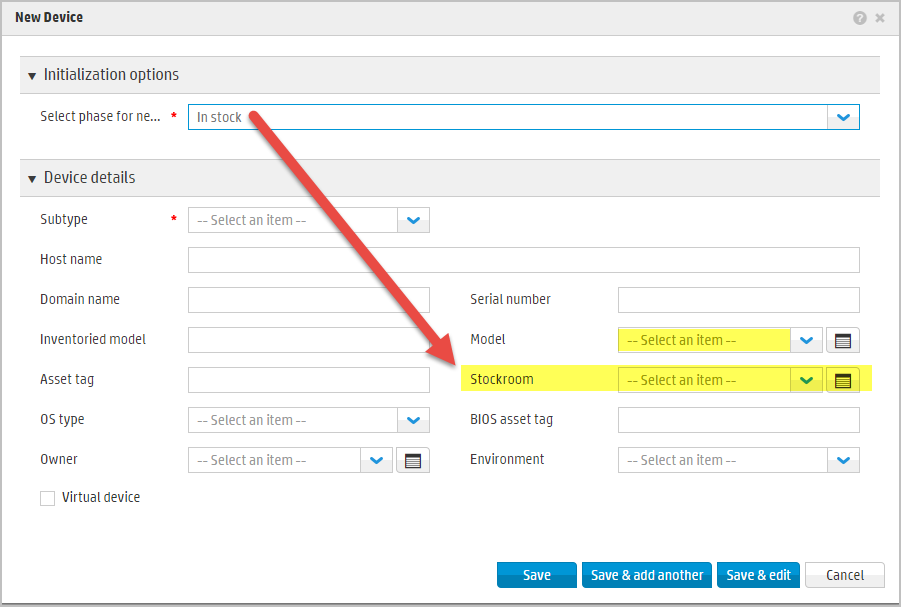 New Device
Initialization options
Select phase for ne... * In stock
Device details
Subtype * -- Select an item --
Host name
Domain name Serial number
Inventoried model Model -- Select an item --
Asset tag Stockroom -- Select an item --
OS type -- Select an item -- BIOS asset tag
Owner -- Select an item -- Environment -- Select an item --
Virtual device
Save Save & add another Save & edit Cancel